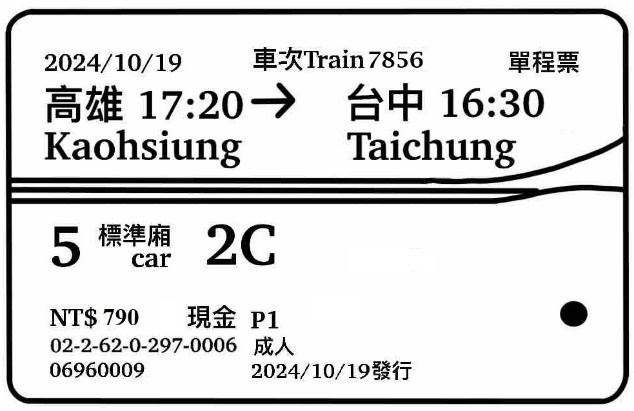 2024/10/19 車次Train 7856 單程票
高雄 17:20 → 台中 16:30
Kaohsiung Taichung
5 標準廂 car 2C
NT$ 790 現金 P1
02-2-62-0-297-0006 成人
06960009 2024/10/19發行